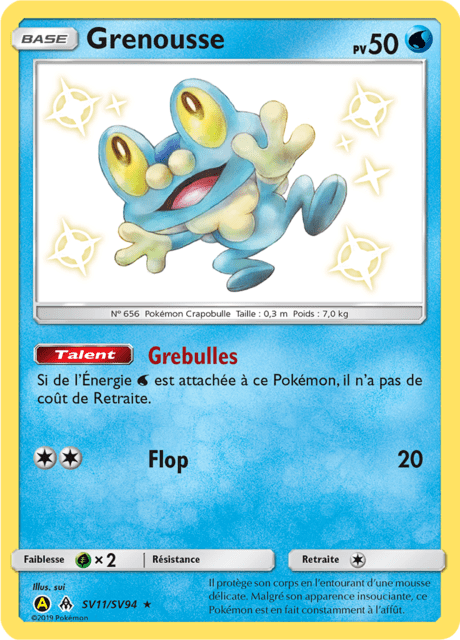 BASE Grenousse PV50
N° 656 Pokémon Crapobulle Taille : 0,3 m Poids : 7,0 kg
Talent Grebulles
Si de l'Énergie est attachée à ce Pokémon, il n'a pas de
coût de Retraite.
Flop 20
Faiblesse ×2 Résistance Retraite
Illus. sui
A SV11/SV94 ★
©2019 Pokémon
Il protège son corps en l'entourant d'une mousse
délicate. Malgré son apparence insouciante, ce
Pokémon est en fait constamment à l'affût.